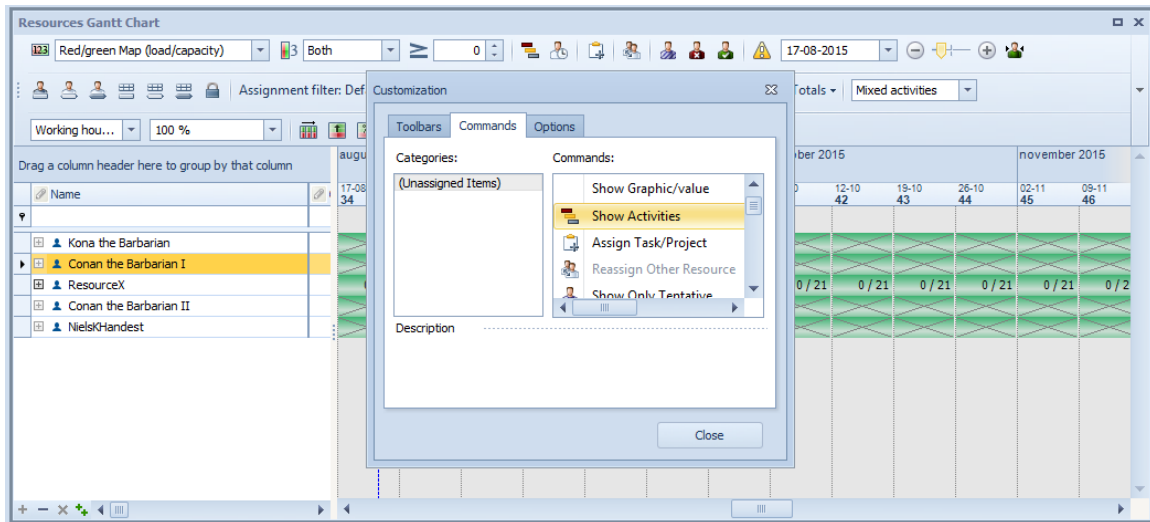 Resources Gantt Chart
123 Red/green Map (load/capacity) 3 Both ≥ 0 17-08-2015
Assignment filter: Def Totals Mixed activities
Working hou... 100 %
Customization
Toolbars Commands Options
Categories: Commands:
(Unassigned Items)
Show Graphic/value
Show Activities
Assign Task/Project
Reassign Other Resource
Show Only Tentative
Description
Close
Drag a column header here to group by that column
augu ber 2015 november 2015
Name 17-08 12-10 19-10 26-10 02-11 09-11
34 42 43 44 45 46
Kona the Barbarian
Conan the Barbarian I
ResourceX 0 / 21 0 / 21 0 / 21 0 / 21 0 / 21 0 / 2
Conan the Barbarian II
NielsKHandest